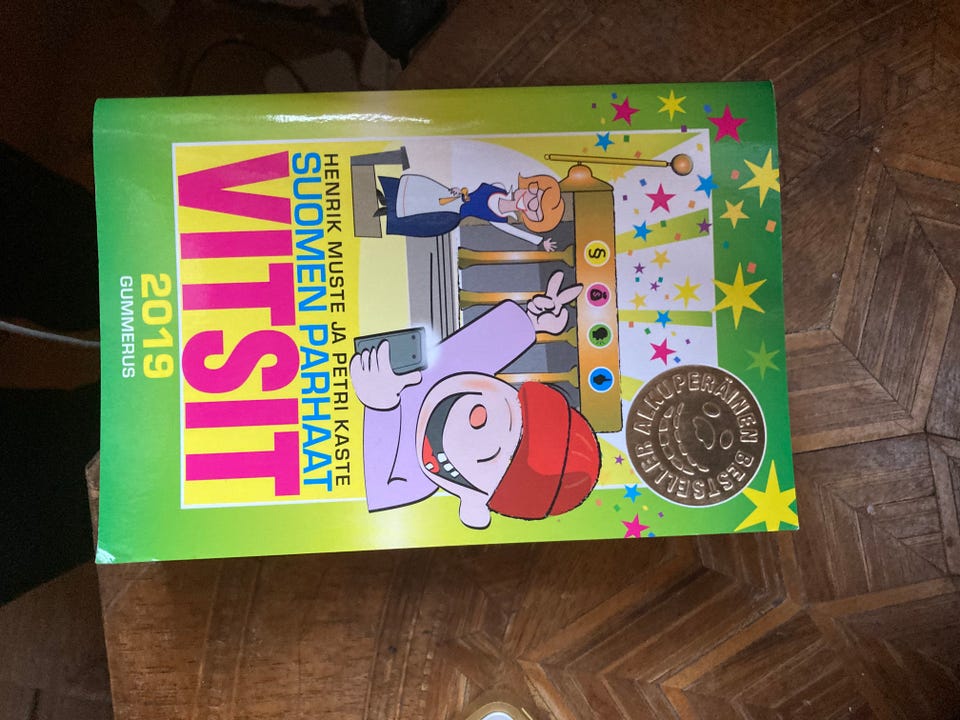 ALKUPERÄINEN BESTSELLER
§
$
HENRIK MUSTE JA PETRI KASTE
SUOMEN PARHAAT
VITSIT
2019
GUMMERUS